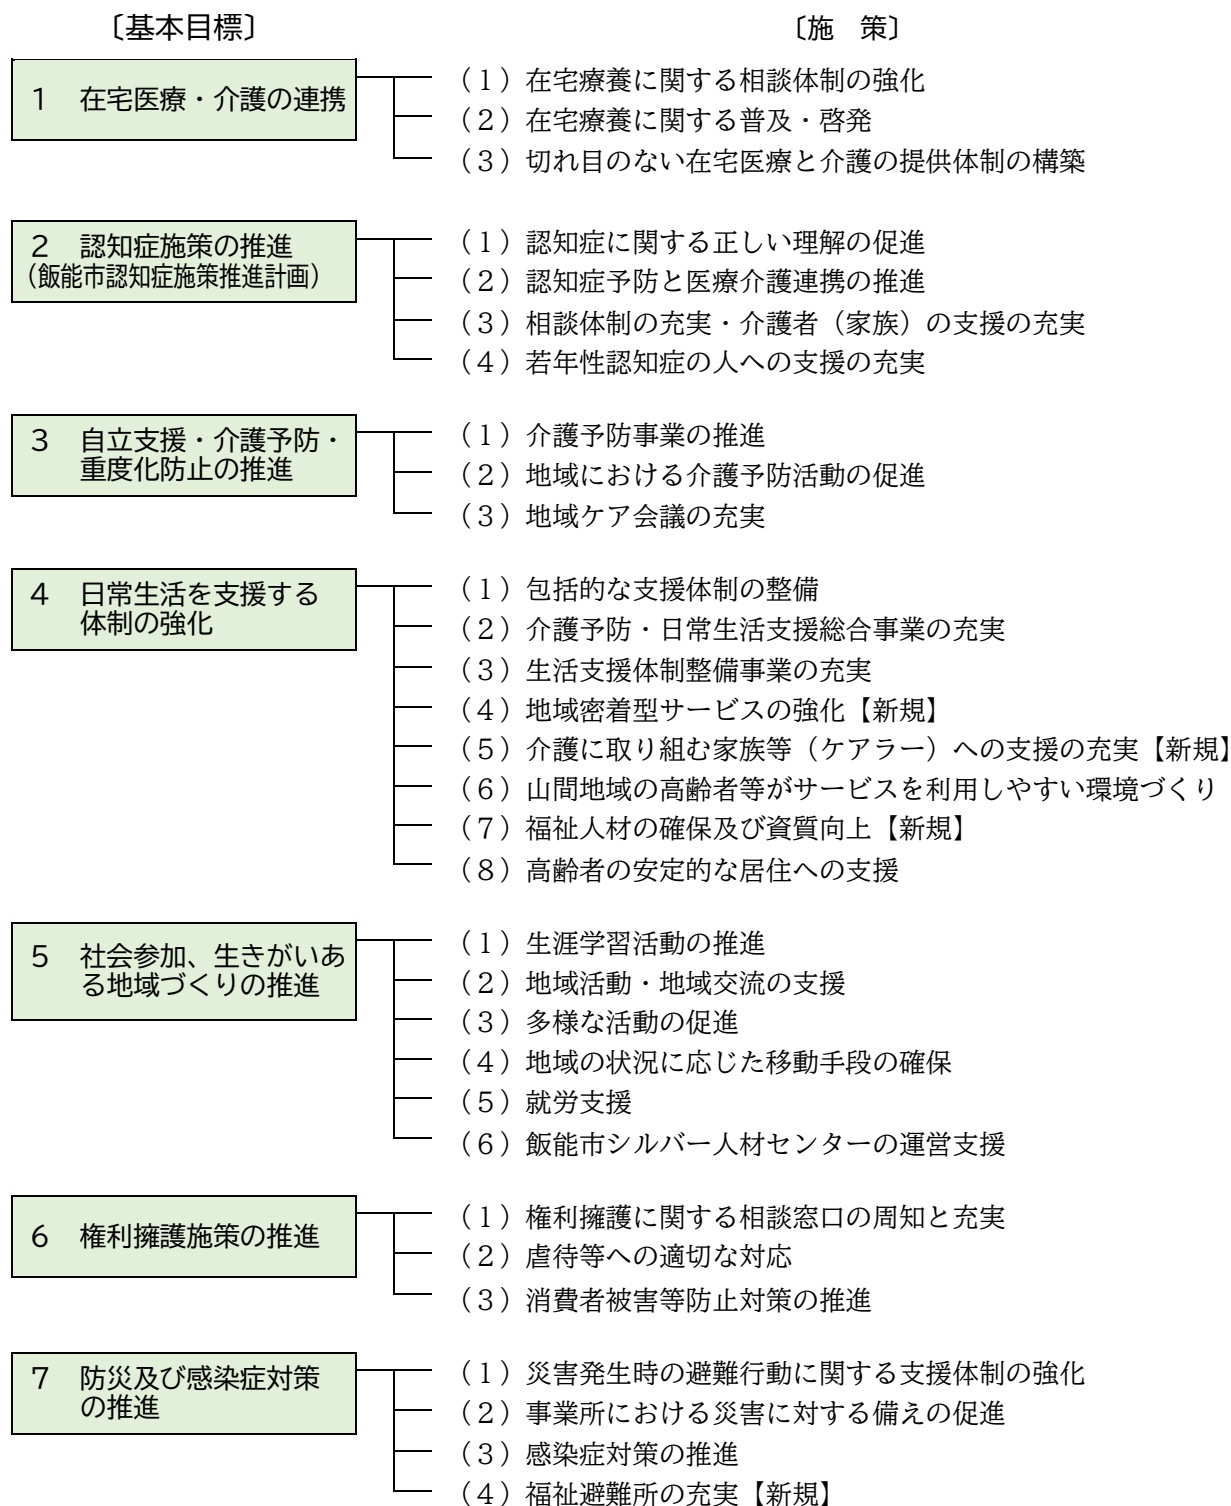 〔基本目標〕
〔施　策〕
１　在宅医療・介護の連携
（１）在宅療養に関する相談体制の強化
（２）在宅療養に関する普及・啓発
（３）切れ目のない在宅医療と介護の提供体制の構築
２　認知症施策の推進
（飯能市認知症施策推進計画）
（１）認知症に関する正しい理解の促進
（２）認知症予防と医療介護連携の推進
（３）相談体制の充実・介護者（家族）の支援の充実
（４）若年性認知症の人への支援の充実
３　自立支援・介護予防・
重度化防止の推進
（１）介護予防事業の推進
（２）地域における介護予防活動の促進
（３）地域ケア会議の充実
４　日常生活を支援する
体制の強化
（１）包括的な支援体制の整備
（２）介護予防・日常生活支援総合事業の充実
（３）生活支援体制整備事業の充実
（４）地域密着型サービスの強化【新規】
（５）介護に取り組む家族等（ケアラー）への支援の充実【新規】
（６）山間地域の高齢者等がサービスを利用しやすい環境づくり
（７）福祉人材の確保及び資質向上【新規】
（８）高齢者の安定的な居住への支援
５　社会参加、生きがいあ
る地域づくりの推進
（１）生涯学習活動の推進
（２）地域活動・地域交流の支援
（３）多様な活動の促進
（４）地域の状況に応じた移動手段の確保
（５）就労支援
（６）飯能市シルバー人材センターの運営支援
６　権利擁護施策の推進
（１）権利擁護に関する相談窓口の周知と充実
（２）虐待等への適切な対応
（３）消費者被害等防止対策の推進
７　防災及び感染症対策
の推進
（１）災害発生時の避難行動に関する支援体制の強化
（２）事業所における災害に対する備えの促進
（３）感染症対策の推進
（４）福祉避難所の充実【新規】